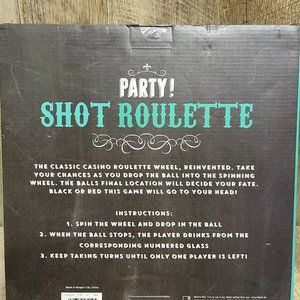 PARTY!
SHOT ROULETTE
THE CLASSIC CASINO ROULETTE WHEEL, REINVENTED. TAKE
YOUR CHANCES AS YOU DROP THE BALL INTO THE SPINNING
WHEEL. THE BALLS FINAL LOCATION WILL DECIDE YOUR FATE.
BLACK OR RED THIS GAME WILL GO TO YOUR HEAD!
INSTRUCTIONS:
1. SPIN THE WHEEL AND DROP IN THE BALL
2. WHEN THE BALL STOPS, THE PLAYER DRINKS FROM THE
CORRESPONDING NUMBERED GLASS
3. KEEP TAKING TURNS UNTIL ONLY ONE PLAYER IS LEFT!